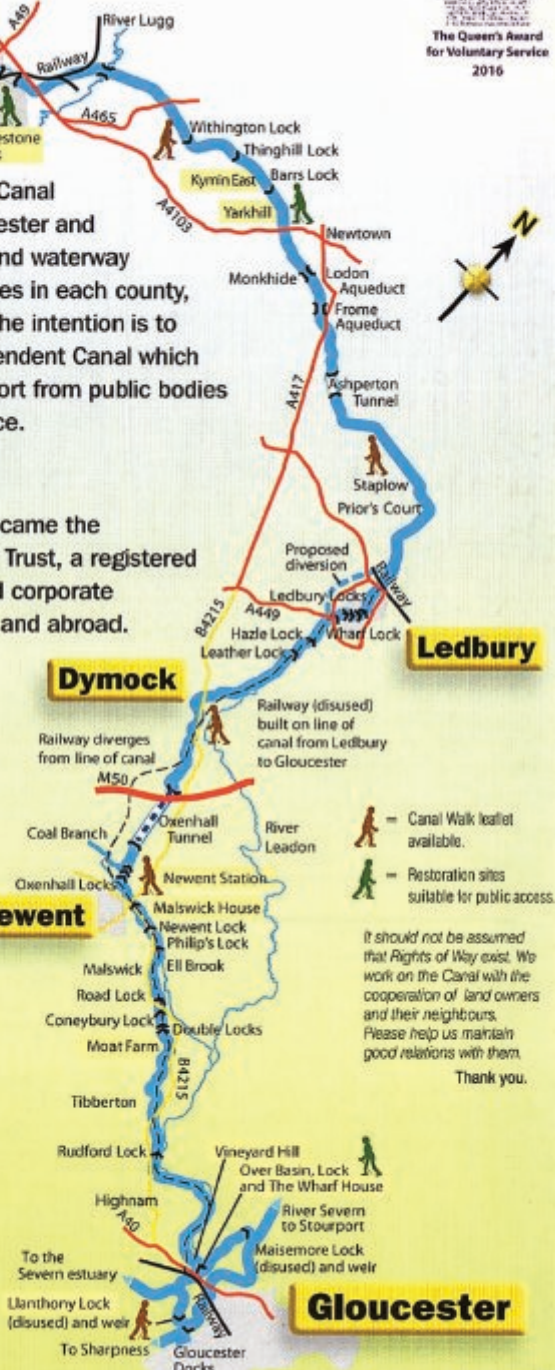 The Queen's Award
for Voluntary Service
2016
A49
River Lugg
Railway
A465
Withington Lock
Thinghill Lock
Kymin East
Barrs Lock
Yarkhill
A4103
Canal
ester and
nd waterway
es in each county,
he intention is to
endent Canal which
ort from public bodies
ce.
Newtown
N
Monkhide
Lodon
Aqueduct
Frome
Aqueduct
A417
Ashperton
Tunnel
Staplow
Prior's Court
came the
Trust, a registered
d corporate
and abroad.
Proposed
diversion
Railway
Ledbury Locks
B4215
A449
Hazle Lock
Wharf Lock
Leather Lock
Ledbury
Dymock
Railway (disused)
built on line of
canal from Ledbury
to Gloucester
Railway diverges
from line of canal
M50
Oxenhall
Tunnel
River
Leadon
Coal Branch
= Canal Walk leaflet
available.
Oxenhall Locks
Newent Station
= Restoration sites
suitable for public access.
ewent
Malswick House
Newent Lock
Philip's Lock
Ell Brook
Malswick
Road Lock
Coneybury Lock
Double Locks
Moat Farm
B4215
It should not be assumed
that Rights of Way exist. We
work on the Canal with the
cooperation of land owners
and their neighbours.
Please help us maintain
good relations with them.
Thank you.
Tibberton
Rudford Lock
Vineyard Hill
Over Basin, Lock
and The Wharf House
Highnam
A40
River Severn
to Stourport
Maisemore Lock
(disused) and weir
To the
Severn estuary
Llanthony Lock
(disused) and weir
Railway
Gloucester
To Sharpness
Gloucester
Docks